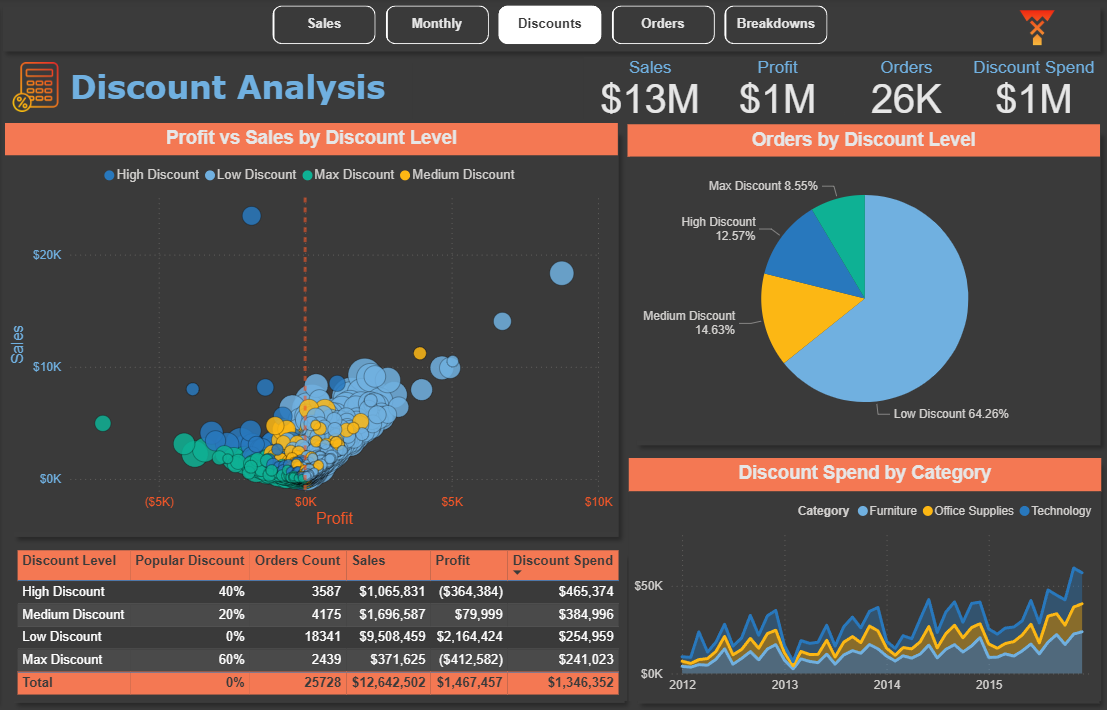 Sales Monthly Discounts Orders Breakdowns
%
Discount Analysis
Sales Profit Orders Discount Spend
$13M $1M 26K $1M
Profit vs Sales by Discount Level
High Discount Low Discount Max Discount Medium Discount
$20K
$10K
$0K
Sales
($5K) $0K $5K $10K
Profit
Orders by Discount Level
Max Discount 8.55%
High Discount
12.57%
Medium Discount
14.63%
Low Discount 64.26%
Discount Spend by Category
Category Furniture Office Supplies Technology
$50K
$0K
2012 2013 2014 2015
Discount Level Popular Discount Orders Count Sales Profit Discount Spend
High Discount 40% 3587 $1,065,831 ($364,384) $465,374
Medium Discount 20% 4175 $1,696,587 $79,999 $384,996
Low Discount 0% 18341 $9,508,459 $2,164,424 $254,959
Max Discount 60% 2439 $371,625 ($412,582) $241,023
Total 0% 25728 $12,642,502 $1,467,457 $1,346,352